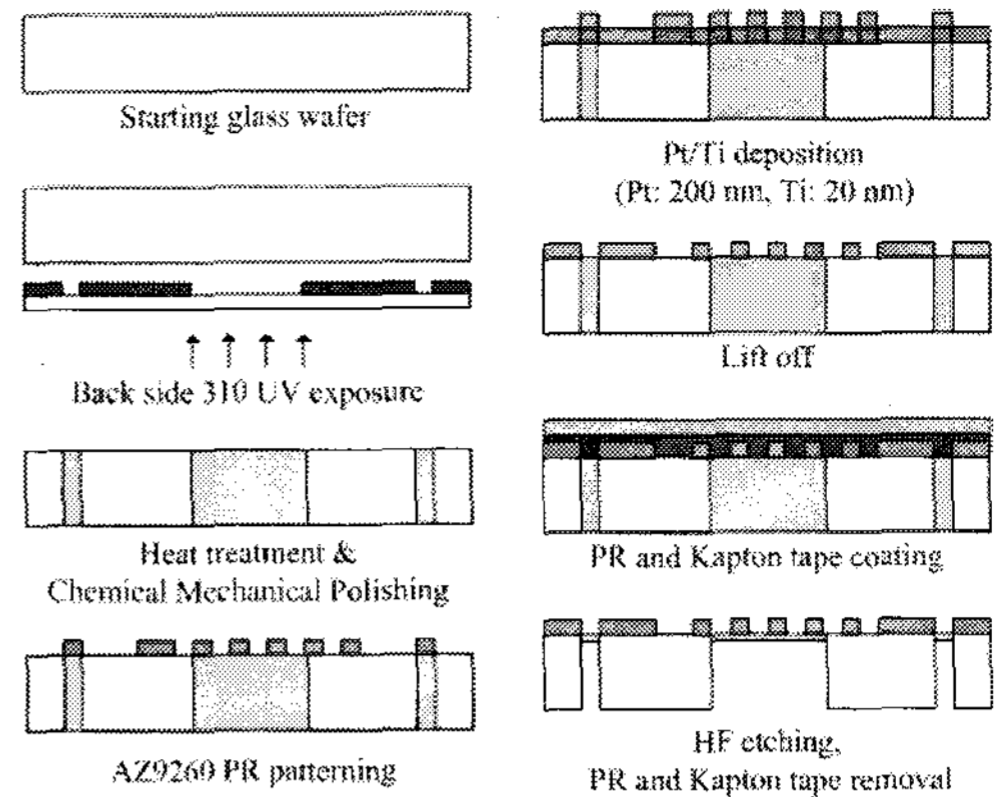 Starting glass wafer
Back side 310 UV exposure
Heat treatment &
Chemical Mechanical Polishing
AZ9260 PR patterning
Pt/Ti deposition
(Pt: 200 nm, Ti: 20 nm)
Lift off
PR and Kapton tape coating
HF etching,
PR and Kapton tape removal